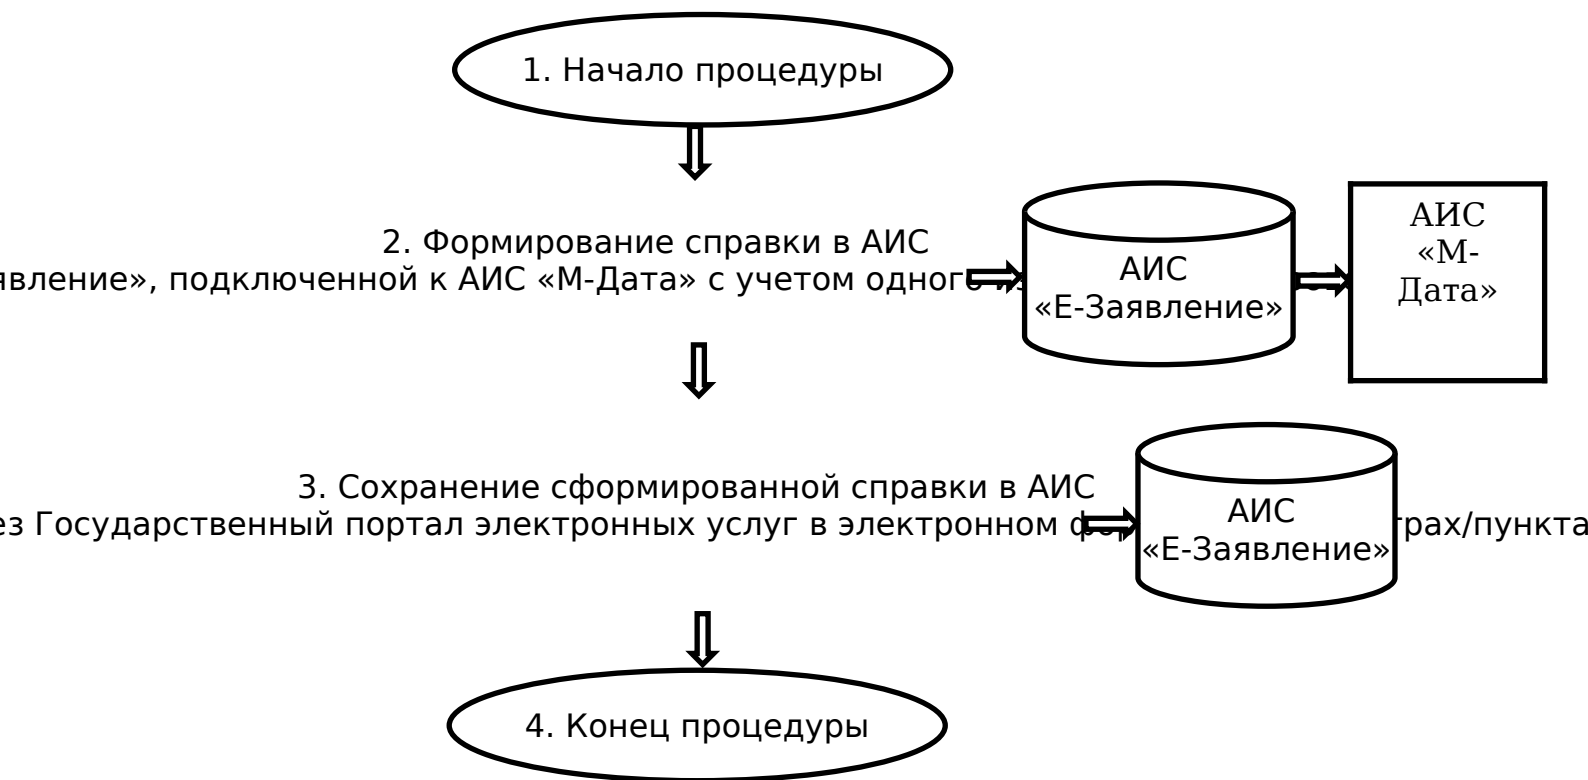 1. Начало процедуры
2. Формирование справки в АИС
явление», подключенной к АИС «М-Дата» с учетом одного
АИС
«Е-Заявление»
АИС
«М-
Дата»
3. Сохранение сформированной справки в АИС
ез Государственный портал электронных услуг в электронном трах/пункта
АИС
«Е-Заявление»
4. Конец процедуры